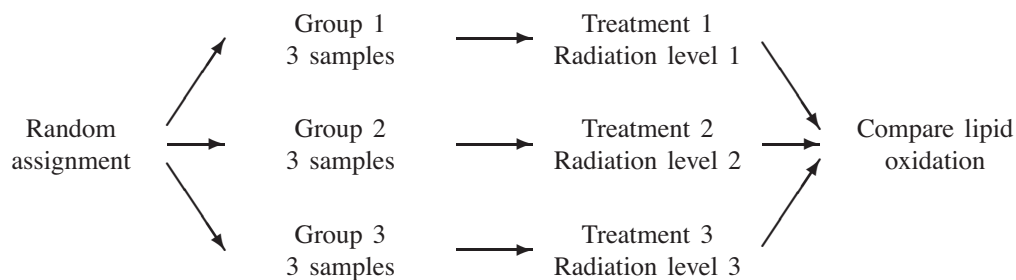 Group 1
3 samples
Treatment 1
Radiation level 1
Random
assignment
Group 2
3 samples
Treatment 2
Radiation level 2
Compare lipid
oxidation
Group 3
3 samples
Treatment 3
Radiation level 3